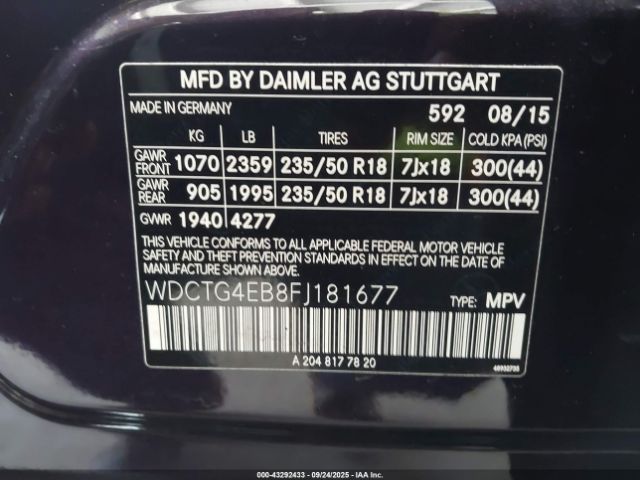 MFD BY DAIMLER AG STUTTGART
MADE IN GERMANY 592 08/15
KG LB TIRES RIM SIZE COLD KPA (PSI)
GAWR FRONT 1070 2359 235/50 R18 7Jx18 300(44)
GAWR REAR 905 1995 235/50 R18 7Jx18 300(44)
GVWR 1940 4277
THIS VEHICLE CONFORMS TO ALL APPLICABLE FEDERAL MOTOR VEHICLE
SAFETY AND THEFT PREVENTION STANDARDS IN EFFECT ON THE DATE
OF MANUFACTURE SHOWN ABOVE.
WDCTG4EB8FJ181677 TYPE: MPV
A 204 817 78 20
000-43292433 - 09/24/2025 - IAAI.COM